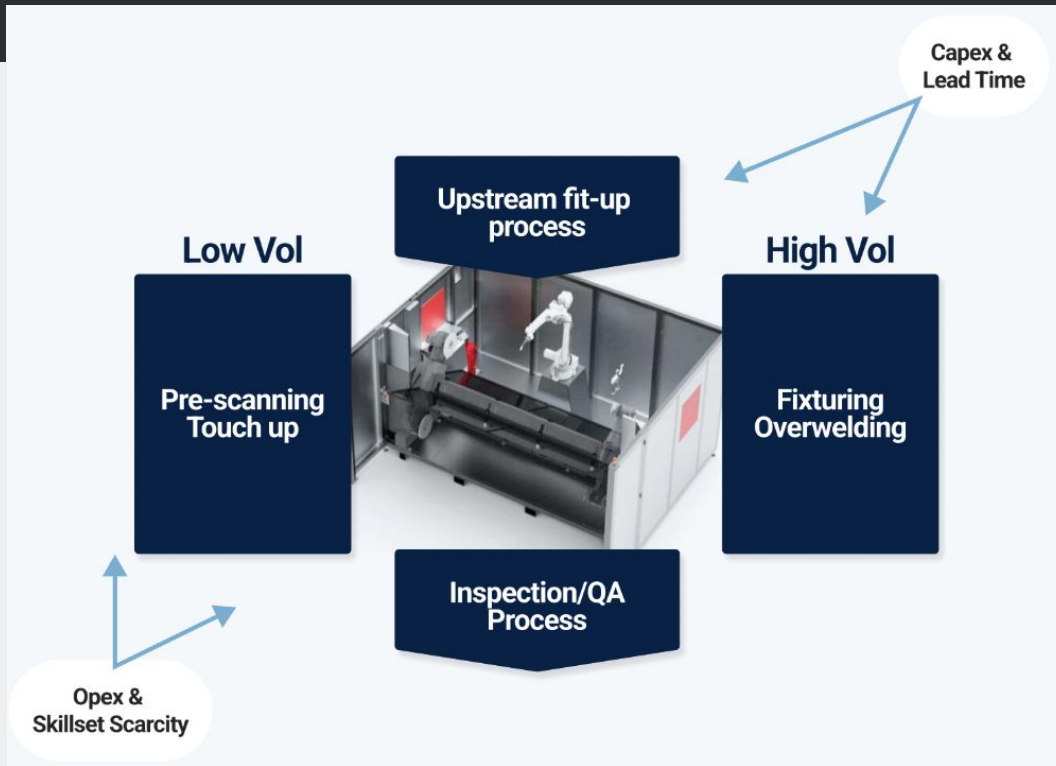 Capex &
Lead Time
Upstream fit-up
process
Low Vol
High Vol
Pre-scanning
Touch up
Fixturing
Overwelding
Inspection/QA
Process
Opex &
Skillset Scarcity